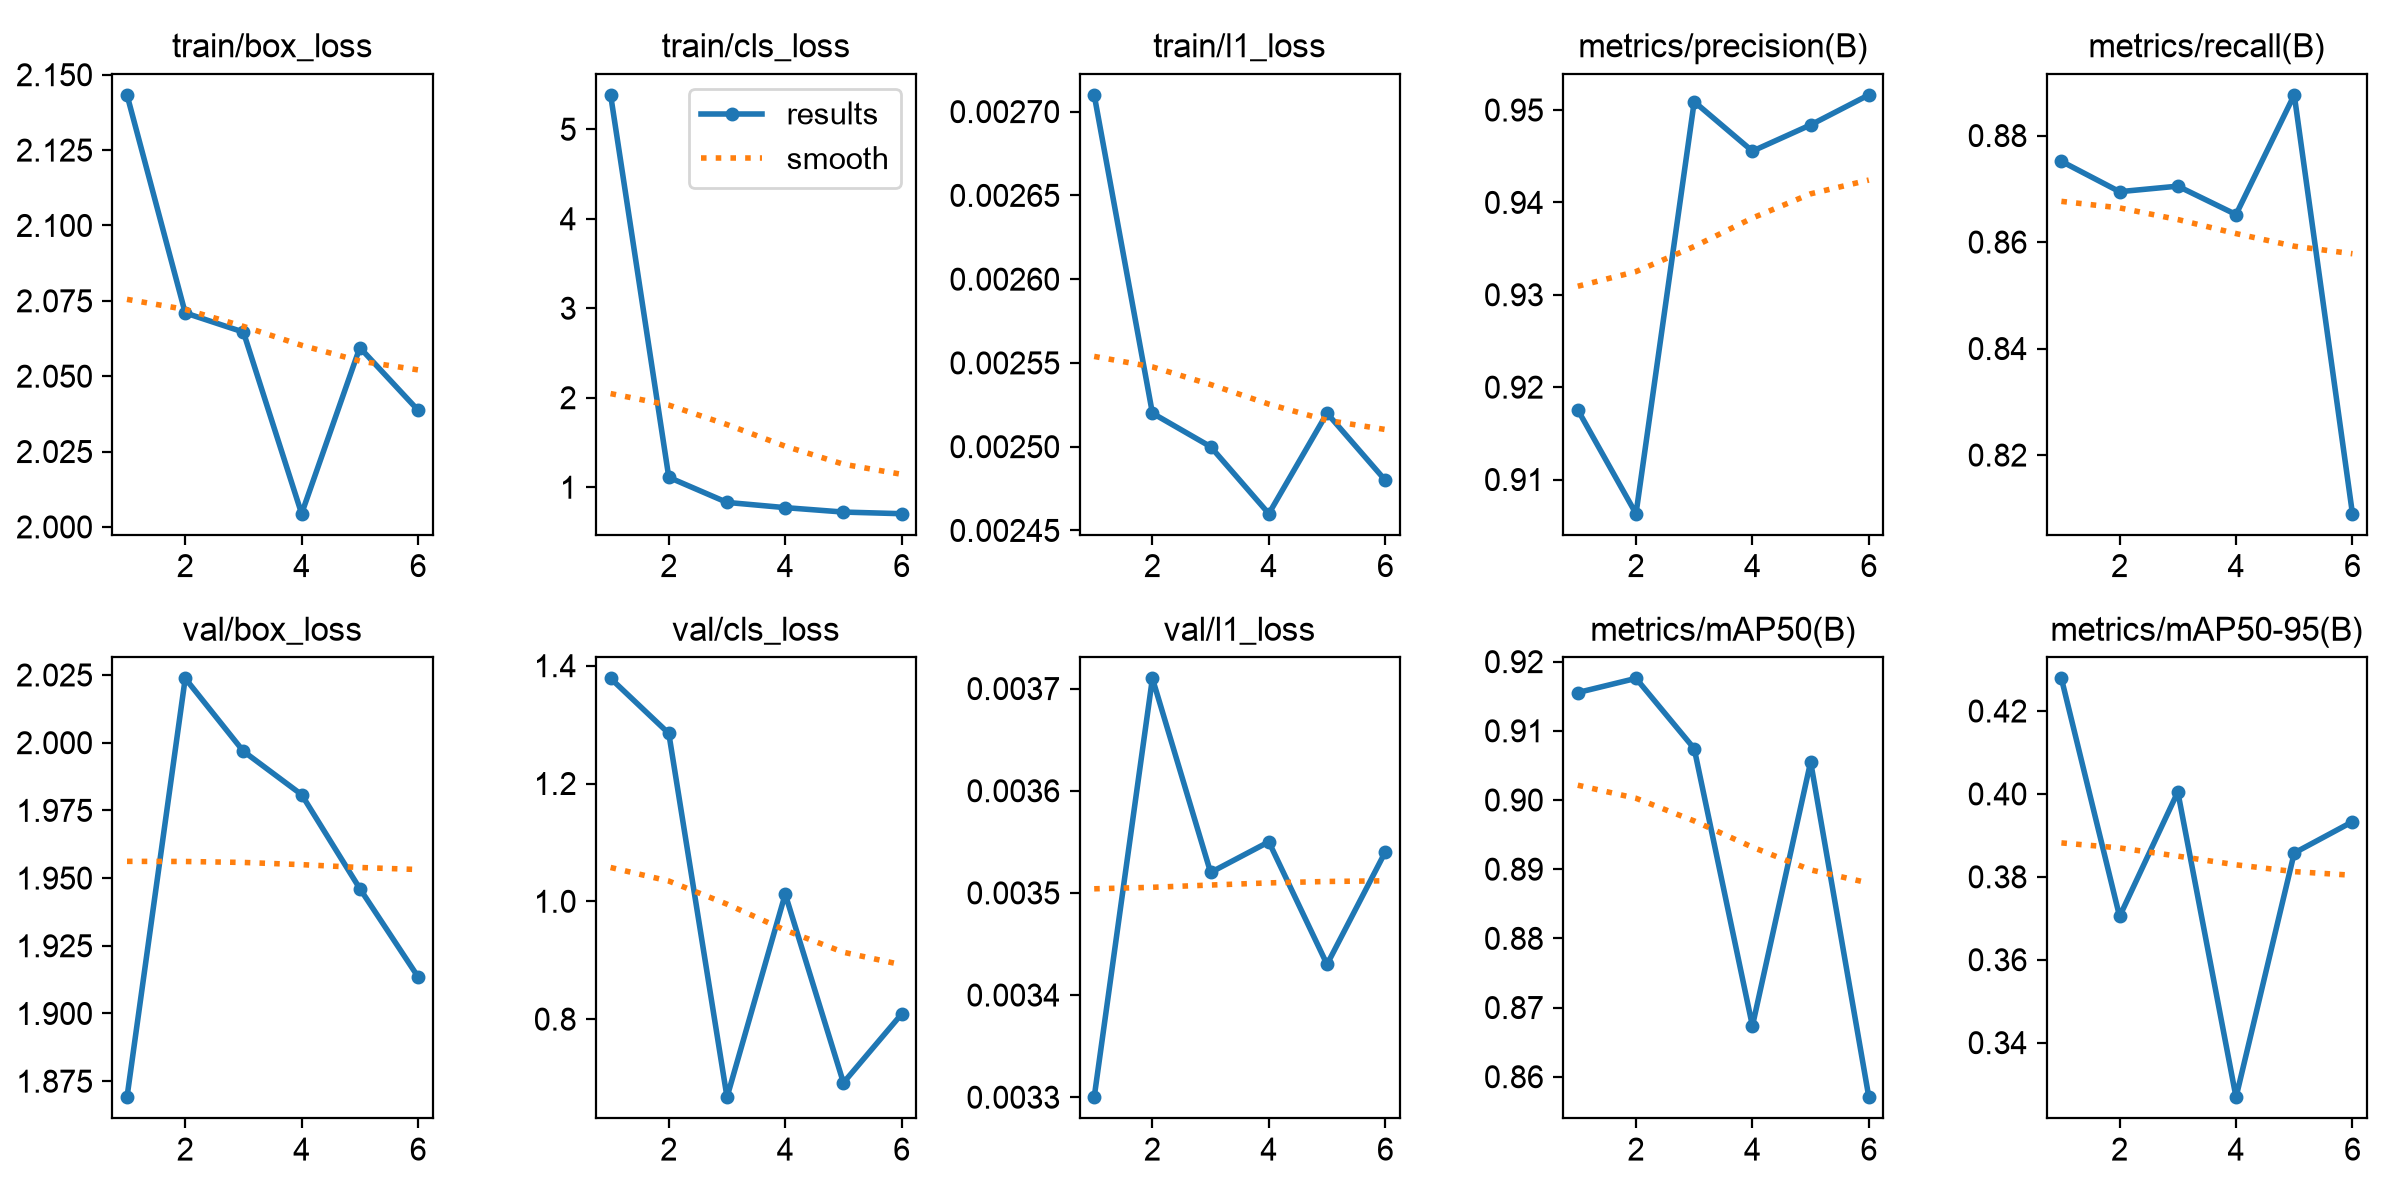 train/box_loss
2.150
2.125
2.100
2.075
2.050
2.025
2.000
2 4 6
train/cls_loss
results
smooth
5
4
3
2
1
2 4 6
train/l1_loss
0.00270
0.00265
0.00260
0.00255
0.00250
0.00245
2 4 6
metrics/precision(B)
0.95
0.94
0.93
0.92
0.91
2 4 6
metrics/recall(B)
0.88
0.86
0.84
0.82
2 4 6
val/box_loss
2.025
2.000
1.975
1.950
1.925
1.900
1.875
2 4 6
val/cls_loss
1.4
1.2
1.0
0.8
2 4 6
val/l1_loss
0.0037
0.0036
0.0035
0.0034
0.0033
2 4 6
metrics/mAP50(B)
0.92
0.91
0.90
0.89
0.88
0.87
0.86
2 4 6
metrics/mAP50-95(B)
0.42
0.40
0.38
0.36
0.34
2 4 6